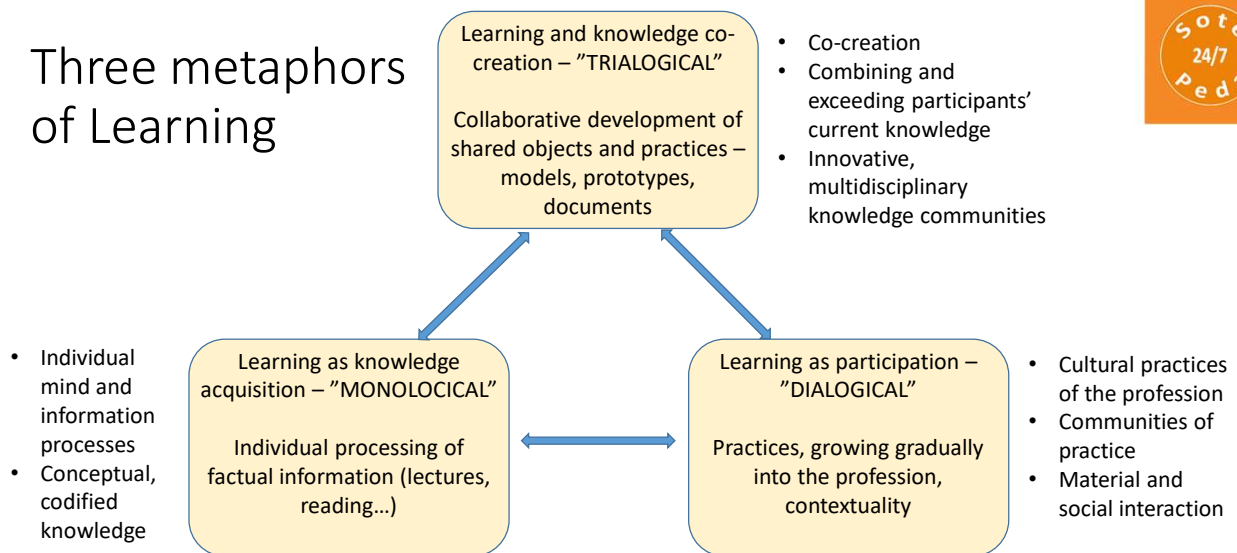 Three metaphors
of Learning
Learning and knowledge co-
creation – ”TRIALOGICAL”
Collaborative development of
shared objects and practices –
models, prototypes,
documents
• Co-creation
• Combining and
exceeding participants’
current knowledge
• Innovative,
multidisciplinary
knowledge communities
24/7
• Individual
mind and
information
processes
• Conceptual,
codified
knowledge
Learning as knowledge
acquisition – ”MONOLOCICAL”
Individual processing of
factual information (lectures,
reading…)
Learning as participation –
”DIALOGICAL”
Practices, growing gradually
into the profession,
contextuality
• Cultural practices
of the profession
• Communities of
practice
• Material and
social interaction